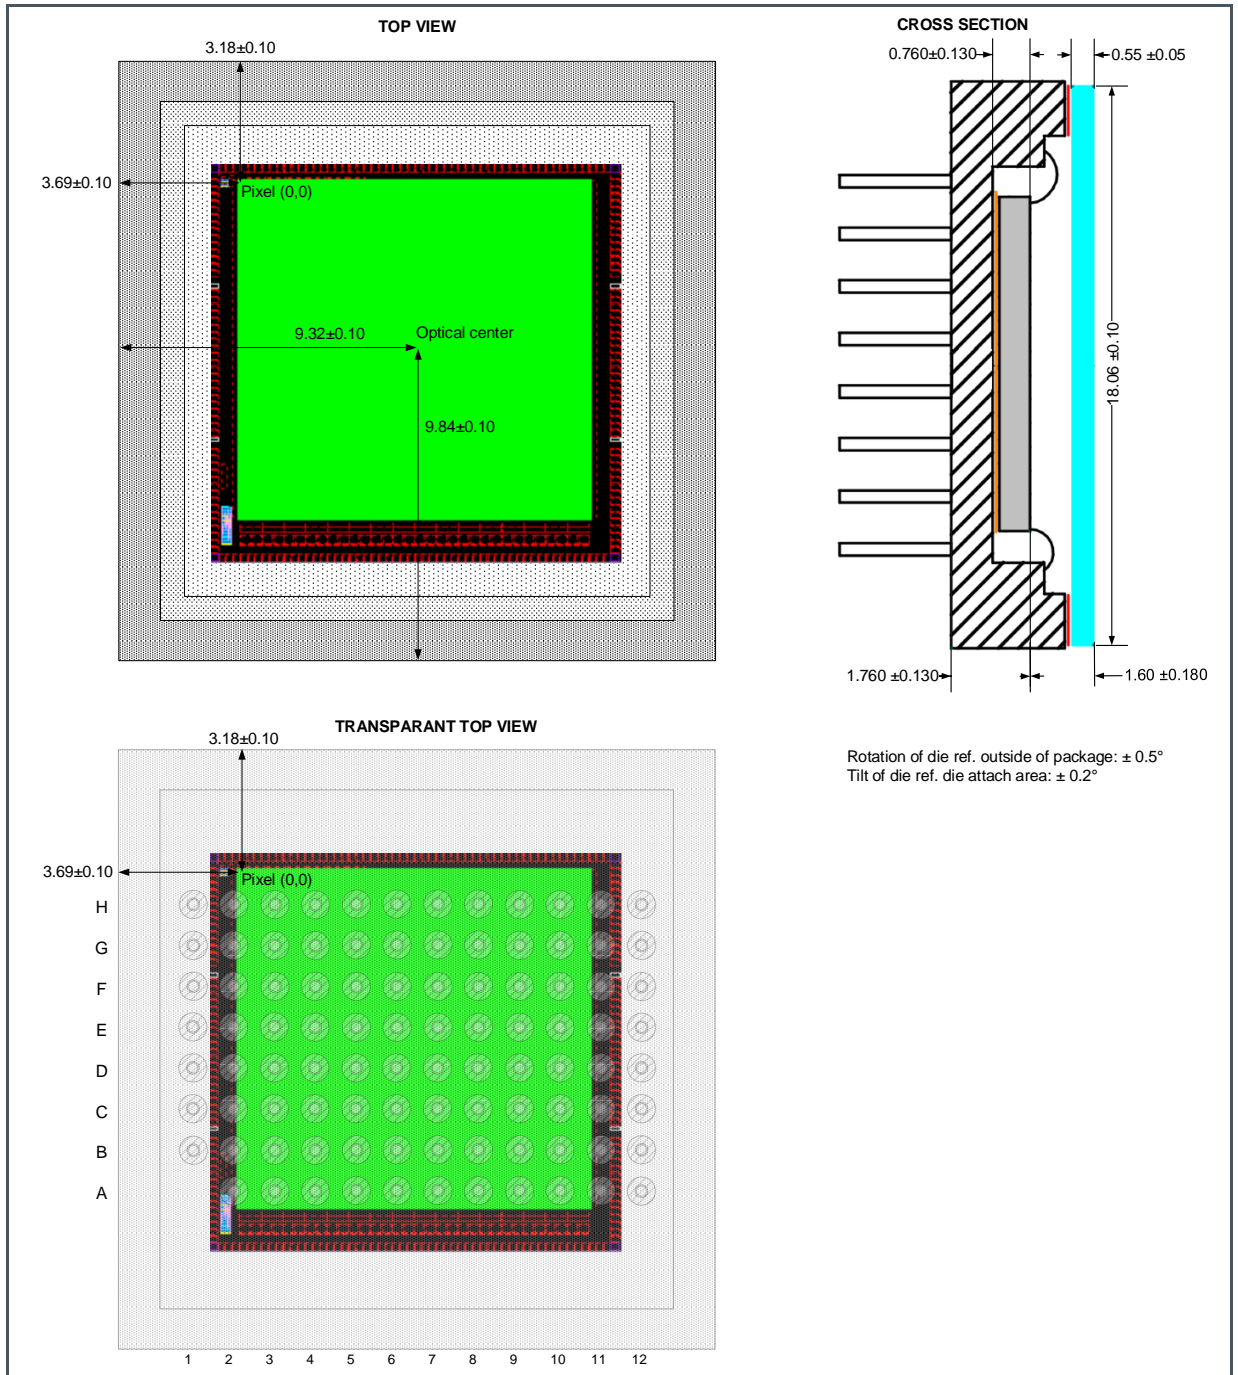 TOP VIEW
CROSS SECTION
3.18±0.10
0.760±0.130
0.55 ±0.05
3.69±0.10
Pixel (0,0)
9.32±0.10
Optical center
18.06 ±0.10
9.84±0.10
1.760 ±0.130
1.60 ±0.180
TRANSPARANT TOP VIEW
3.18±0.10
Rotation of die ref. outside of package: ± 0.5°
Tilt of die ref. die attach area: ± 0.2°
3.69±0.10
Pixel (0,0)
H
G
F
E
D
C
B
A
1 2 3 4 5 6 7 8 9 10 11 12